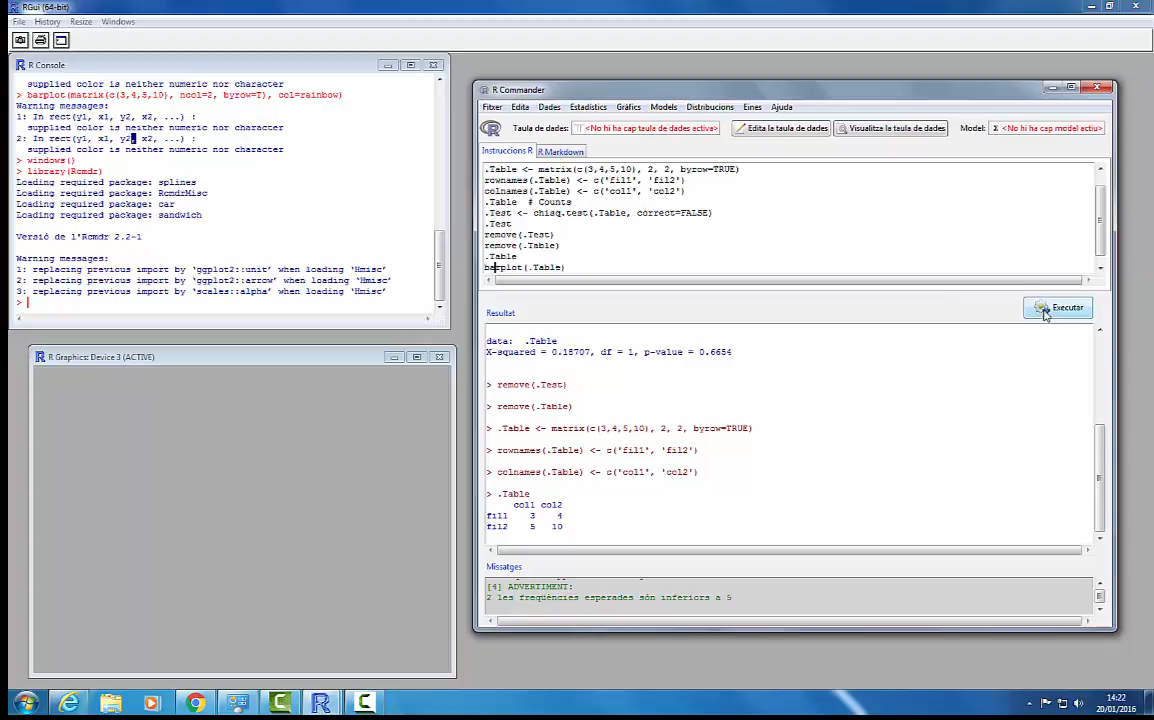 RGui (64-bit)
File History Resize Windows
R Console
supplied color is neither numeric nor character
> barplot(matrix(c(3,4,5,10), ncol=2, byrow=T), col=rainbow)
Warning messages:
1: In rect(y1, x1, y2, x2, ...) :
supplied color is neither numeric nor character
2: In rect(y1, x1, y2, x2, ...) :
supplied color is neither numeric nor character
> windows()
> library(Rcmdr)
Loading required package: splines
Loading required package: RcmdrMisc
Loading required package: car
Loading required package: sandwich
Versió de l'Rcmdr 2.2-1
Warning messages:
1: replacing previous import by ‘ggplot2::unit’ when loading ‘Hmisc’
2: replacing previous import by ‘ggplot2::arrow’ when loading ‘Hmisc’
3: replacing previous import by ‘scales::alpha’ when loading ‘Hmisc’
>
R Graphics: Device 3 (ACTIVE)
R Commander
Fitxer Edita Dades Estadístics Gràfics Models Distribucions Eines Ajuda
Taula de dades: <No hi ha cap taula de dades activa> Edita la taula de dades Visualitza la taula de dades Model: Σ <No hi ha cap model actiu>
Instruccions R R Markdown
.Table <- matrix(c(3,4,5,10), 2, 2, byrow=TRUE)
rownames(.Table) <- c('fil1', 'fil2')
colnames(.Table) <- c('col1', 'col2')
.Table # Counts
.Test <- chisq.test(.Table, correct=FALSE)
.Test
remove(.Test)
remove(.Table)
.Table
barplot(.Table)
Executar
Resultat
data: .Table
X-squared = 0.18707, df = 1, p-value = 0.6654
> remove(.Test)
> remove(.Table)
> .Table <- matrix(c(3,4,5,10), 2, 2, byrow=TRUE)
> rownames(.Table) <- c('fil1', 'fil2')
> colnames(.Table) <- c('col1', 'col2')
> .Table
col1 col2
fil1 3 4
fil2 5 10
Missatges
[4] ADVERTIMENT:
2 les freqüències esperades són inferiors a 5
14:22
20/01/2016